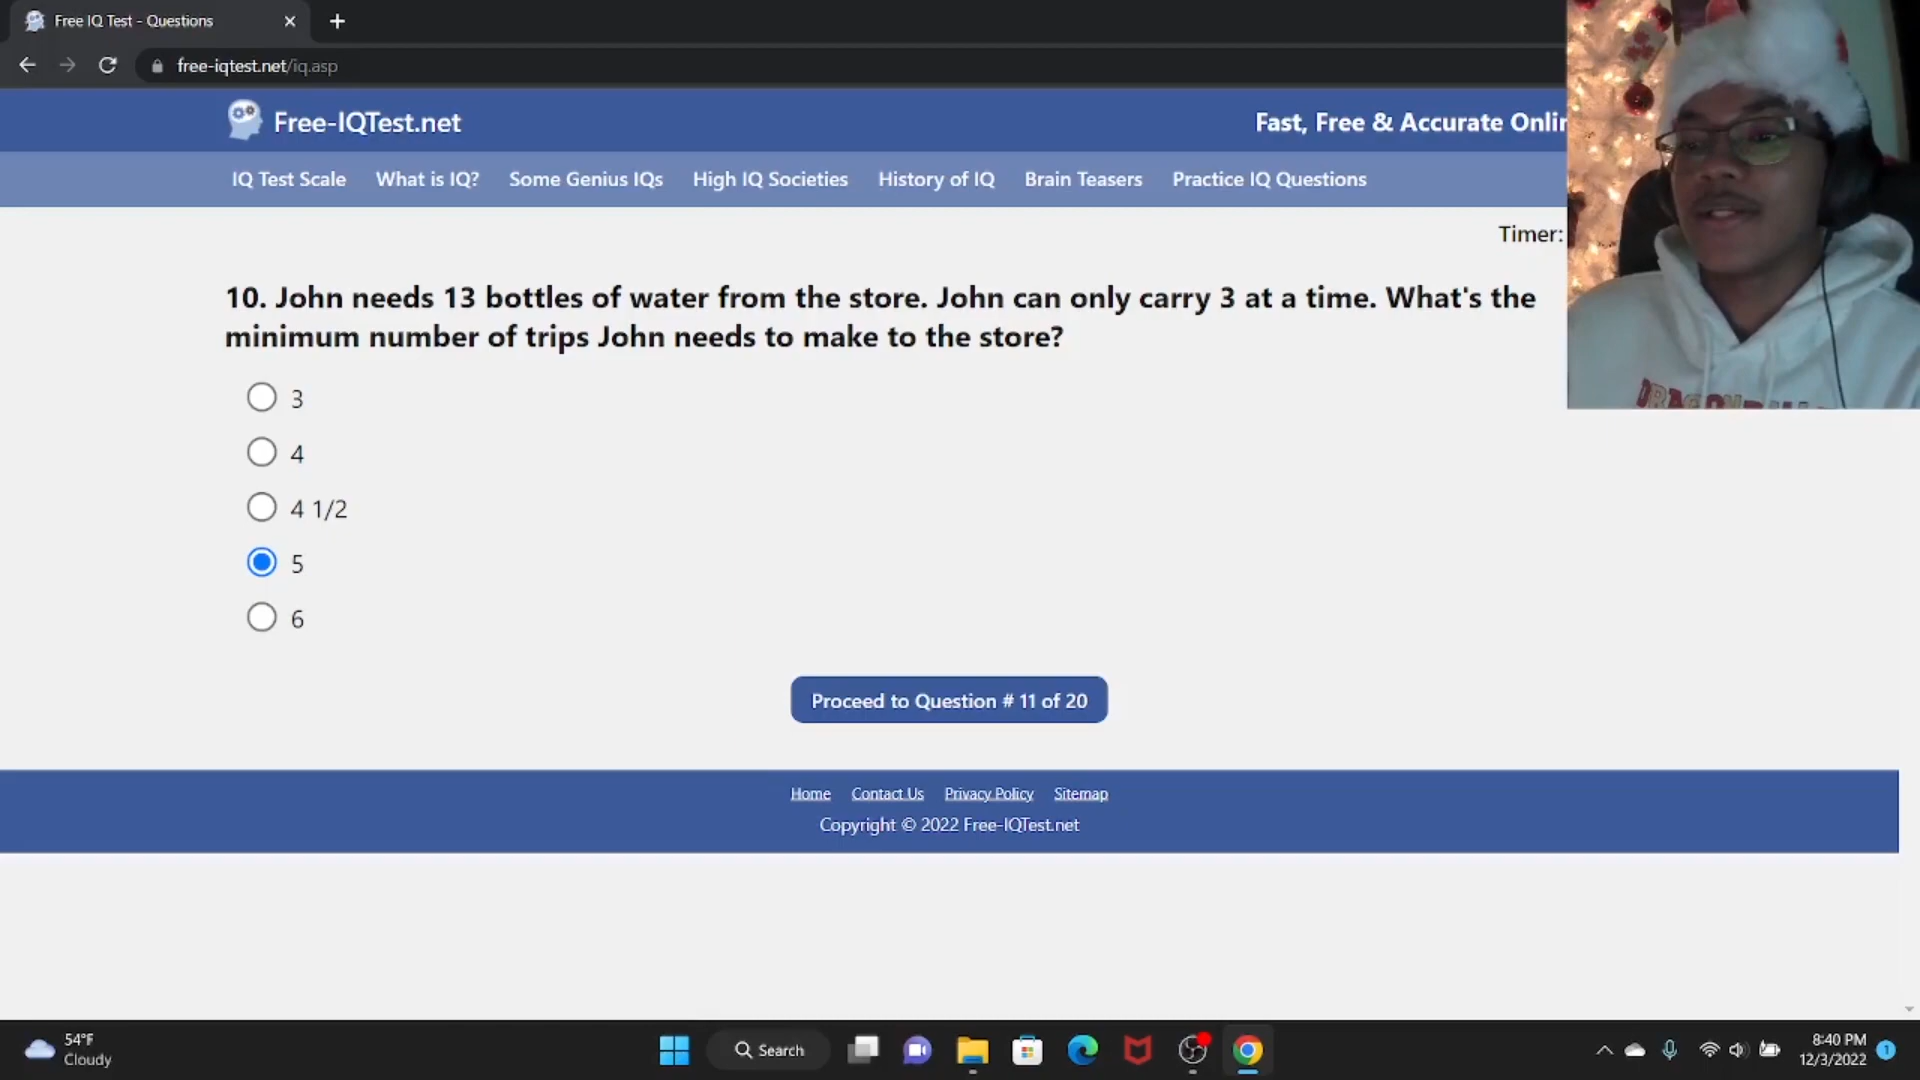 Free IQ Test - Questions
free-iqtest.net/iq.asp
Free-IQTest.net
Fast, Free & Accurate
IQ Test Scale What is IQ? Some Genius IQs High IQ Societies History of IQ Brain Teasers Practice IQ Questions
Timer:
10. John needs 13 bottles of water from the store. John can only carry 3 at a time. What's the
minimum number of trips John needs to make to the store?
3
4
4 1/2
5
6
Proceed to Question # 11 of 20
Home Contact Us Privacy Policy Sitemap
Copyright © 2022 Free-IQTest.net
54°F
Cloudy
Search
8:40 PM
12/3/2022
1